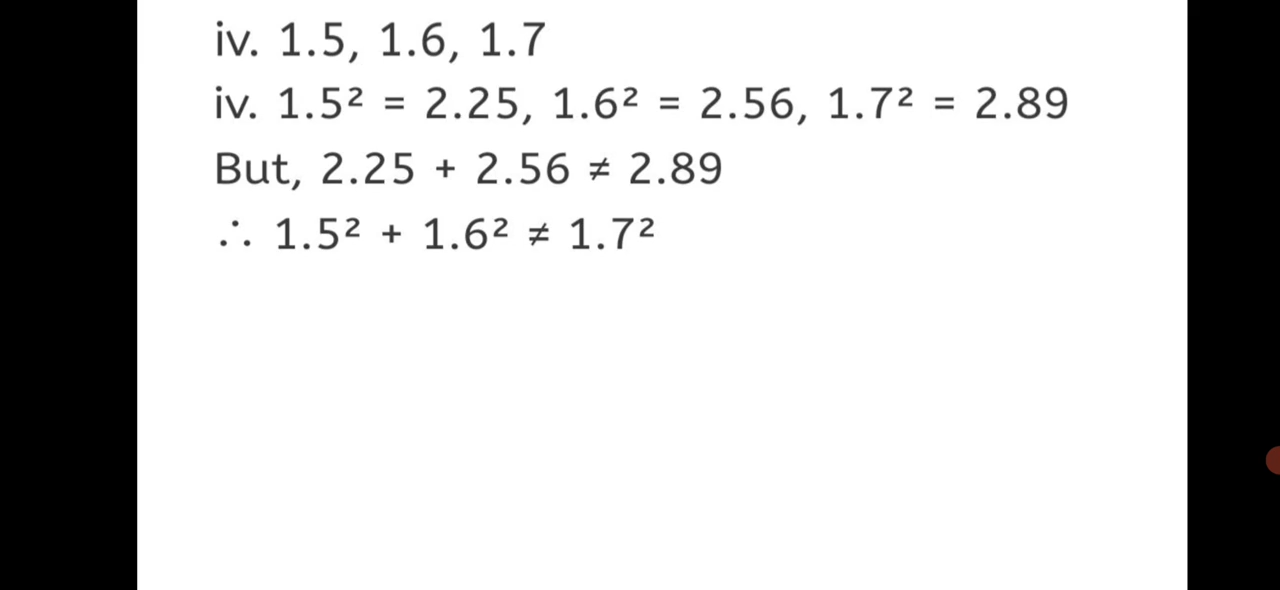 iv. 1.5, 1.6, 1.7
iv. 1.5² = 2.25, 1.6² = 2.56, 1.7² = 2.89
But, 2.25 + 2.56 ≠ 2.89
∴ 1.5² + 1.6² ≠ 1.7²